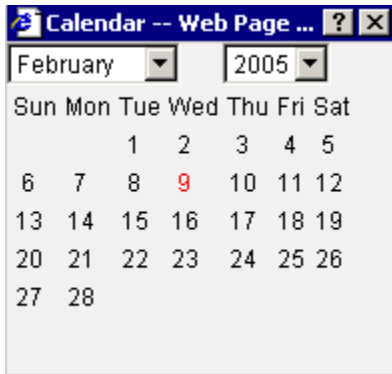 Calendar -- Web Page ... ? X
February 2005
Sun Mon Tue Wed Thu Fri Sat
1 2 3 4 5
6 7 8 9 10 11 12
13 14 15 16 17 18 19
20 21 22 23 24 25 26
27 28